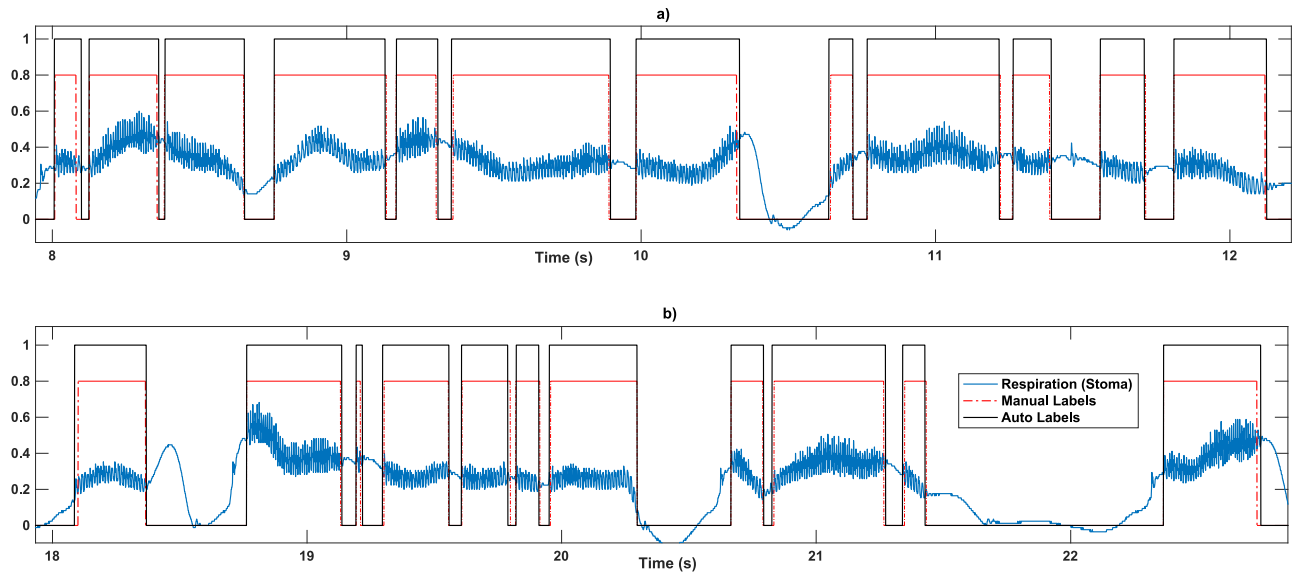 a)
1
0.8
0.6
0.4
0.2
0
8 9 10 11 12
Time (s)
b)
1
0.8
0.6
0.4
0.2
0
Respiration (Stoma)
Manual Labels
Auto Labels
18 19 20 21 22
Time (s)